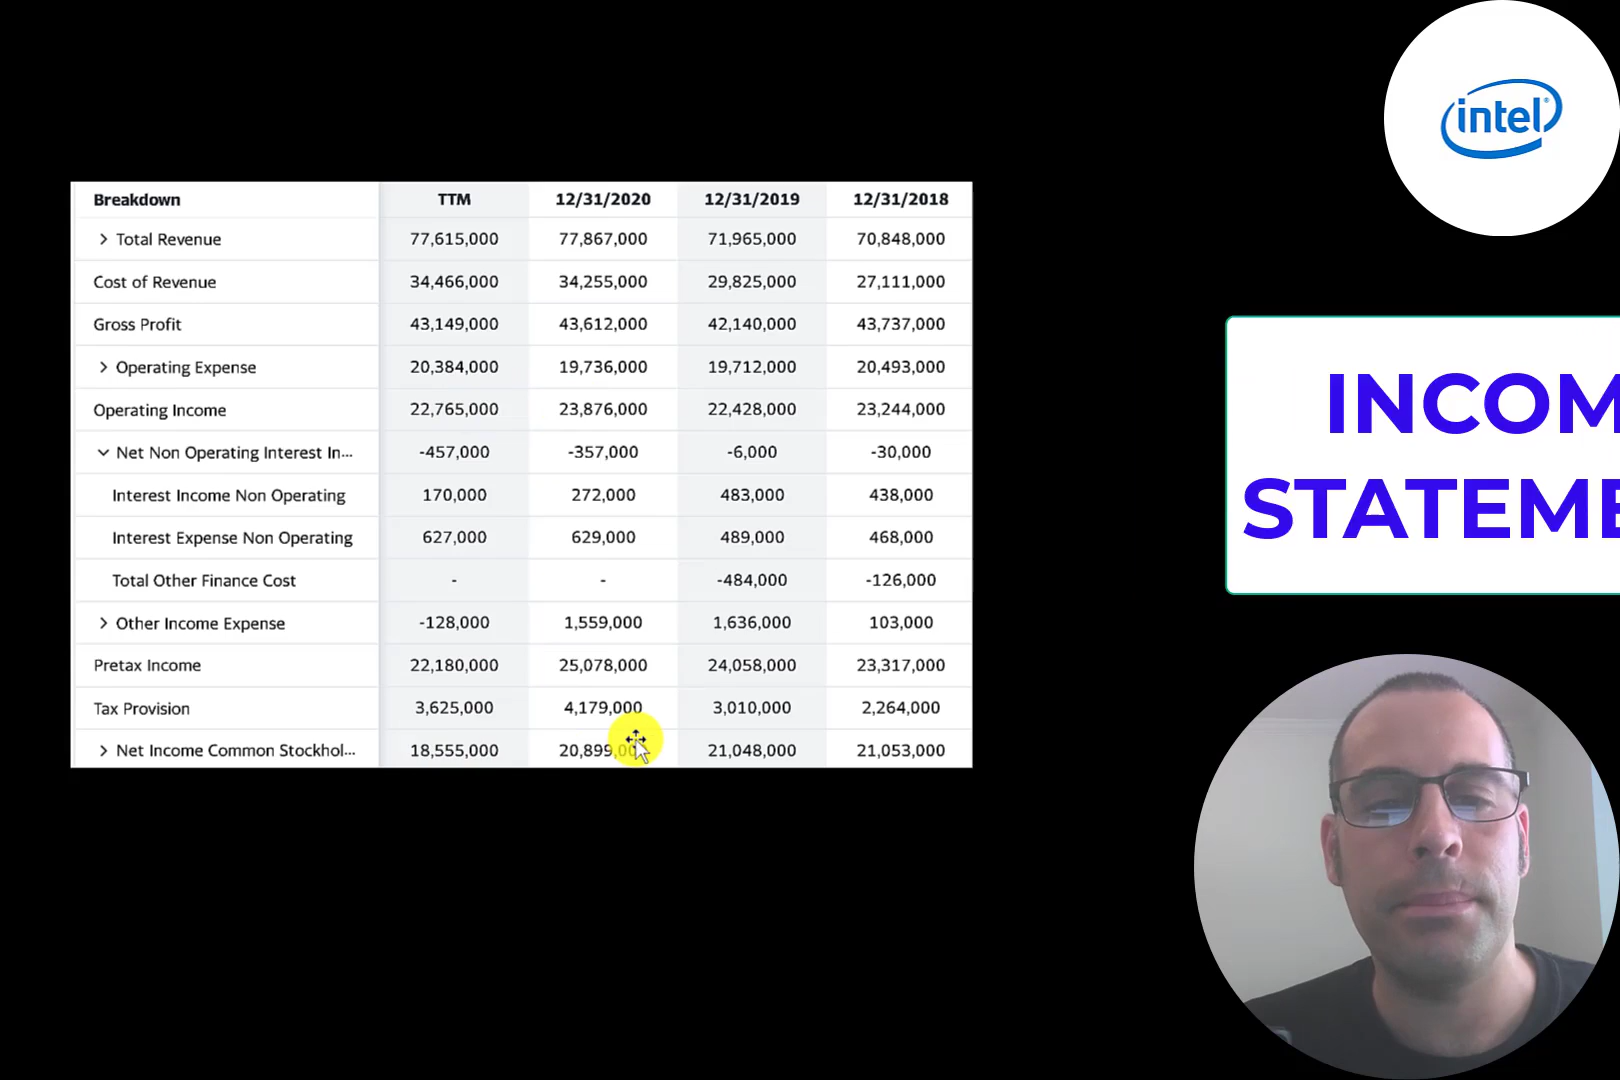 intel
Breakdown TTM 12/31/2020 12/31/2019 12/31/2018
Total Revenue 77,615,000 77,867,000 71,965,000 70,848,000
Cost of Revenue 34,466,000 34,255,000 29,825,000 27,111,000
Gross Profit 43,149,000 43,612,000 42,140,000 43,737,000
Operating Expense 20,384,000 19,736,000 19,712,000 20,493,000
Operating Income 22,765,000 23,876,000 22,428,000 23,244,000
Net Non Operating Interest In... -457,000 -357,000 -6,000 -30,000
Interest Income Non Operating 170,000 272,000 483,000 438,000
Interest Expense Non Operating 627,000 629,000 489,000 468,000
Total Other Finance Cost - - -484,000 -126,000
Other Income Expense -128,000 1,559,000 1,636,000 103,000
Pretax Income 22,180,000 25,078,000 24,058,000 23,317,000
Tax Provision 3,625,000 4,179,000 3,010,000 2,264,000
Net Income Common Stockhol... 18,555,000 20,899,000 21,048,000 21,053,000
INCOM
STATEME